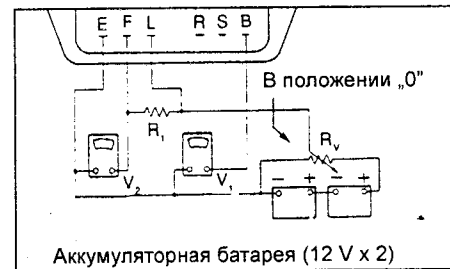 E F L R S B
В положении „0”
R₁
Rᵥ
V₂
V₁
− + − +
Аккумуляторная батарея (12 V x 2)